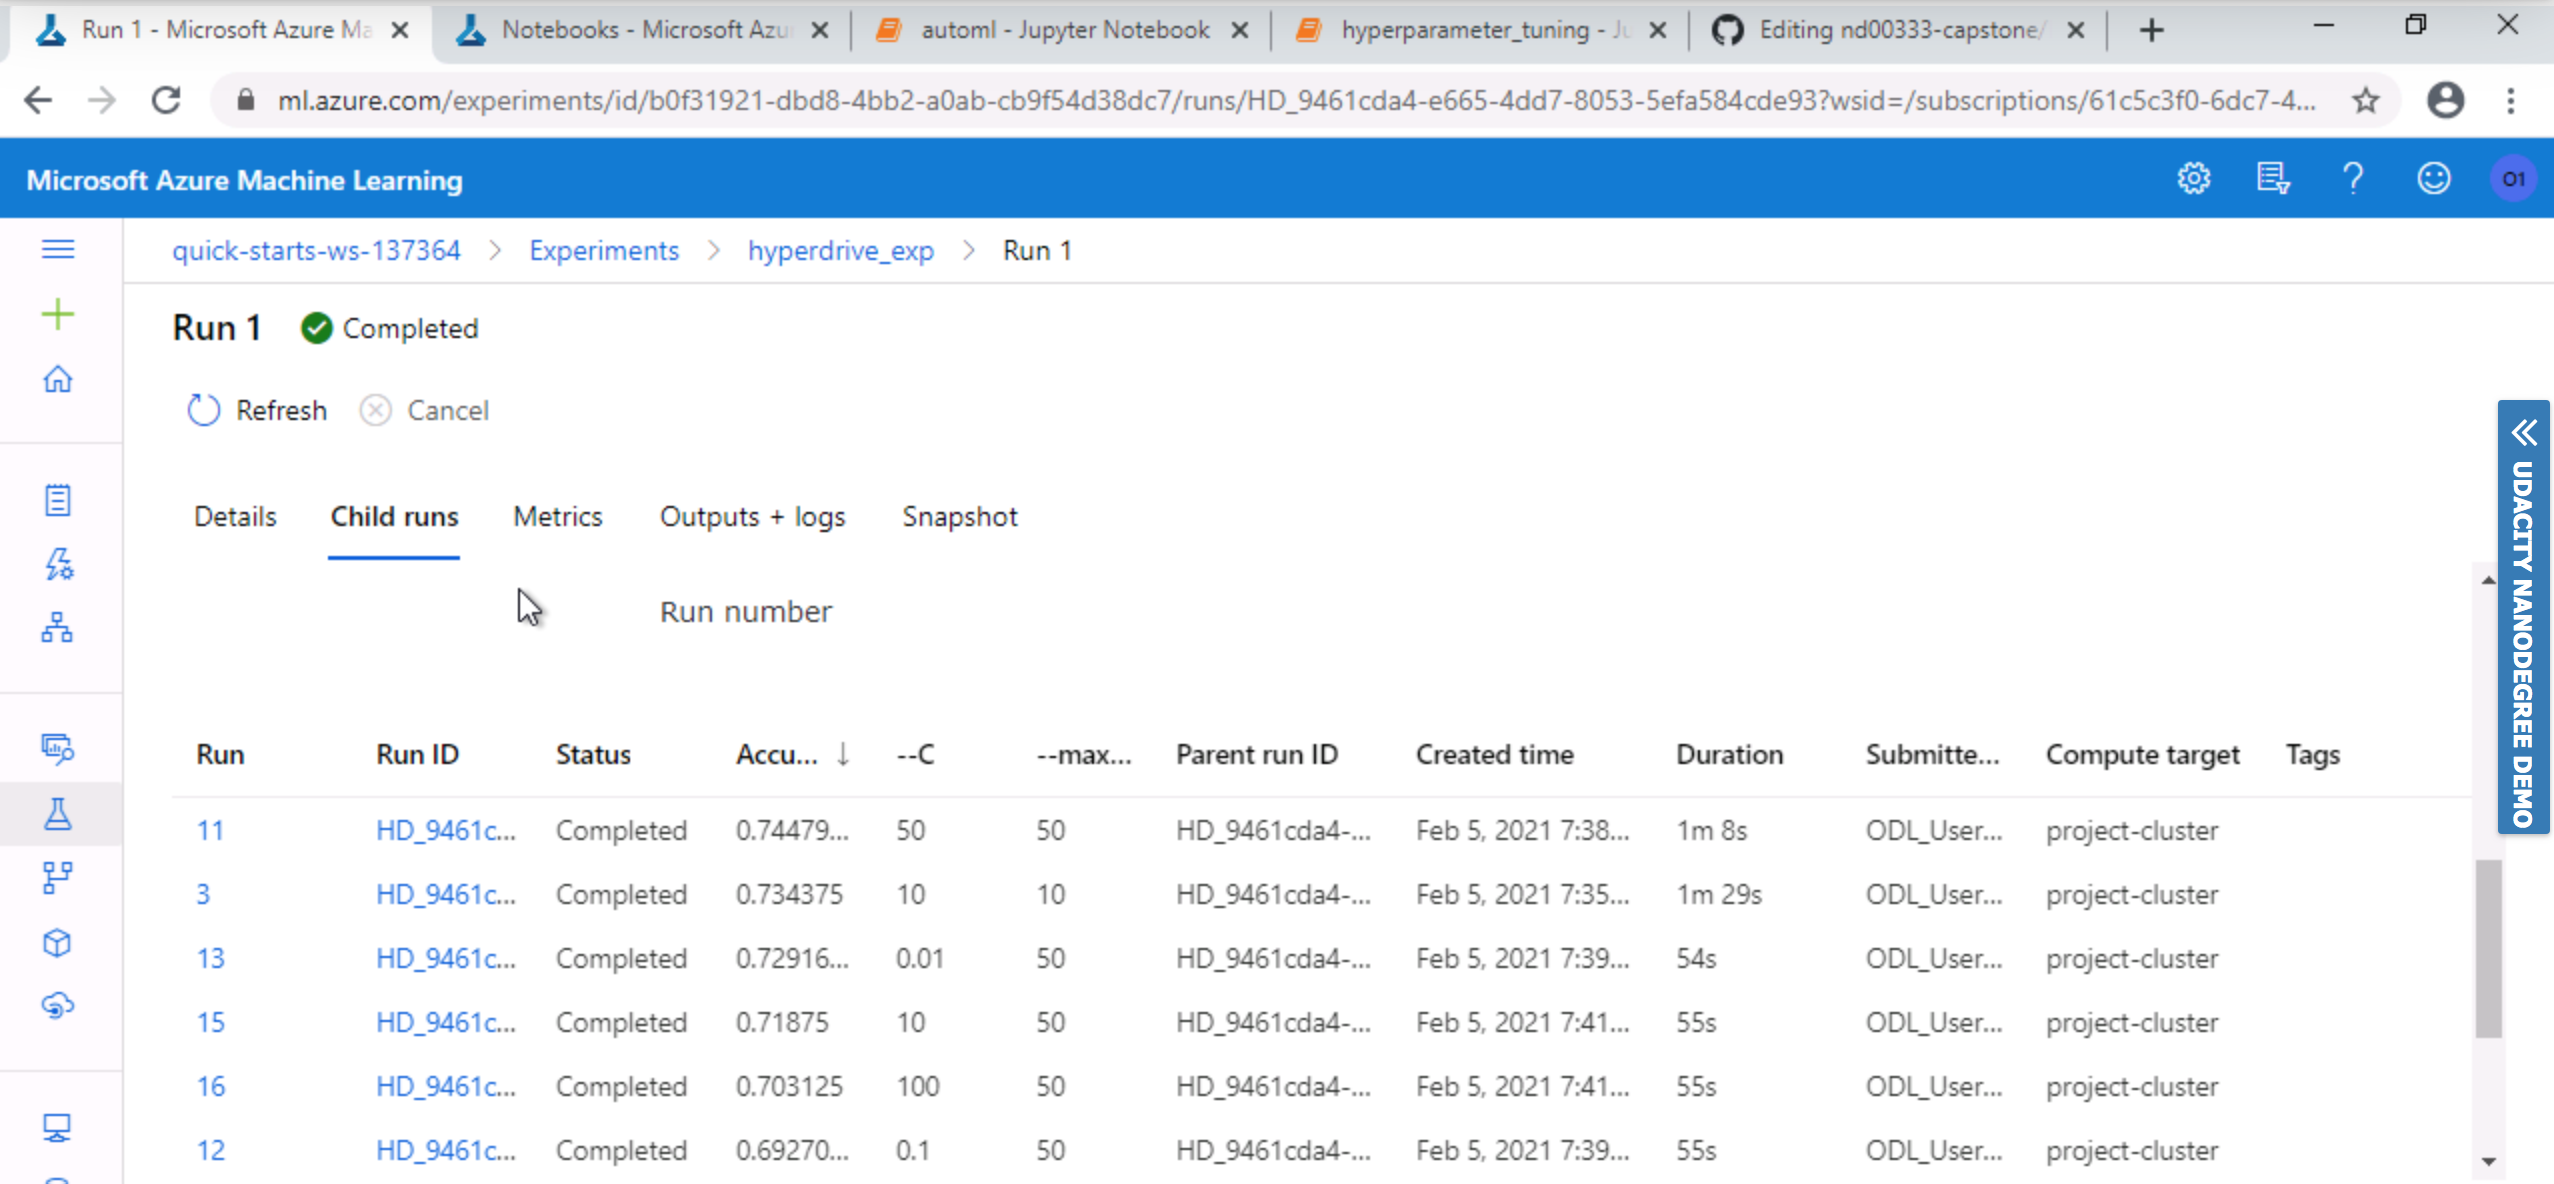 Run 1 - Microsoft Azure Ma
Notebooks - Microsoft Azu
automl - Jupyter Notebook
hyperparameter_tuning - Ju
Editing nd00333-capstone/
ml.azure.com/experiments/id/b0f31921-dbd8-4bb2-a0ab-cb9f54d38dc7/runs/HD_9461cda4-e665-4dd7-8053-5efa584cde93?wsid=/subscriptions/61c5c3f0-6dc7-4...
Microsoft Azure Machine Learning
01
quick-starts-ws-137364 > Experiments > hyperdrive_exp > Run 1
Run 1 Completed
Refresh Cancel
Details Child runs Metrics Outputs + logs Snapshot
Run number
Run Run ID Status Accu... ↓ --C --max... Parent run ID Created time Duration Submitte... Compute target Tags
11 HD_9461c... Completed 0.74479... 50 50 HD_9461cda4-... Feb 5, 2021 7:38... 1m 8s ODL_User... project-cluster
3 HD_9461c... Completed 0.734375 10 10 HD_9461cda4-... Feb 5, 2021 7:35... 1m 29s ODL_User... project-cluster
13 HD_9461c... Completed 0.72916... 0.01 50 HD_9461cda4-... Feb 5, 2021 7:39... 54s ODL_User... project-cluster
15 HD_9461c... Completed 0.71875 10 50 HD_9461cda4-... Feb 5, 2021 7:41... 55s ODL_User... project-cluster
16 HD_9461c... Completed 0.703125 100 50 HD_9461cda4-... Feb 5, 2021 7:41... 55s ODL_User... project-cluster
12 HD_9461c... Completed 0.69270... 0.1 50 HD_9461cda4-... Feb 5, 2021 7:39... 55s ODL_User... project-cluster
UDACITY NANODEGREE DEMO